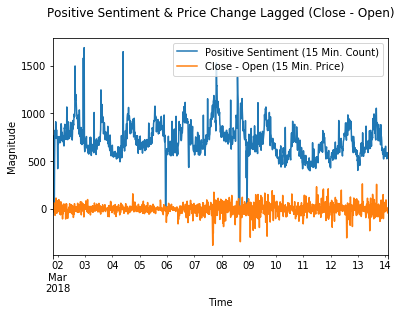 Positive Sentiment & Price Change Lagged (Close - Open)
Positive Sentiment (15 Min. Count)
Close - Open (15 Min. Price)
Magnitude
1500
1000
500
0
02 03 04 05 06 07 08 09 10 11 12 13 14
Mar
2018
Time